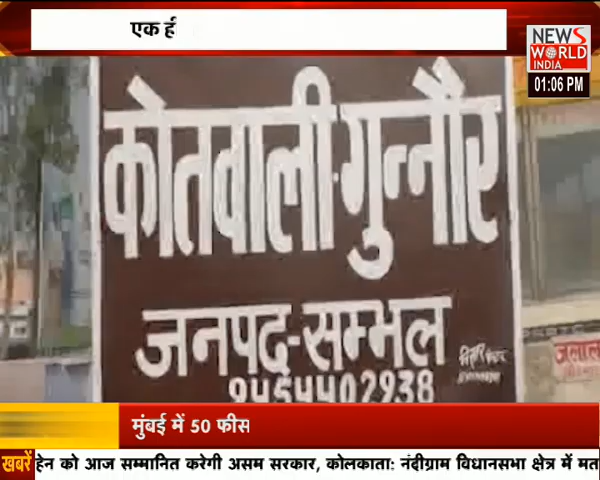 एक ही
NEWS
WORLD
INDIA
01:06 PM
कोतवाली-गुन्नौर
जनपद-सम्भल
9454402938
जलाल
मुंबई में 50 फीस
खबरें हेन को आज सम्मानित करेगी असम सरकार, कोलकाता: नंदीग्राम विधानसभा क्षेत्र में मत